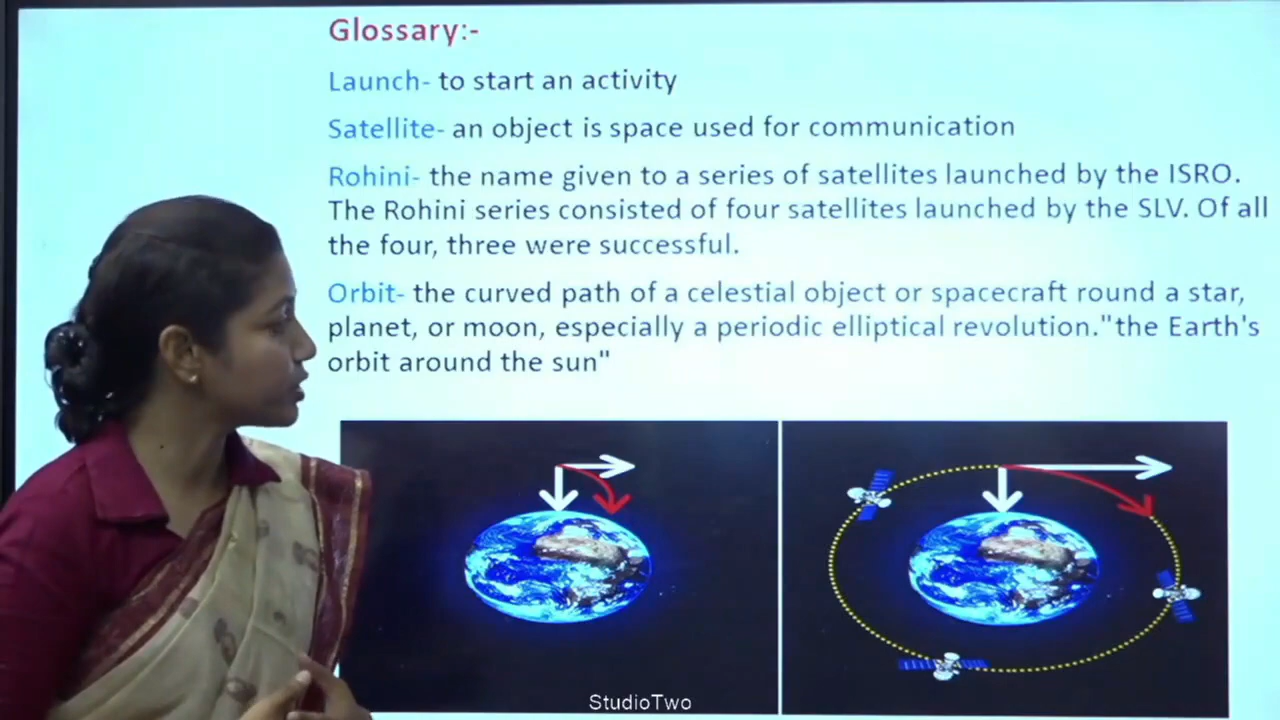 Glossary:-
Launch- to start an activity
Satellite- an object is space used for communication
Rohini- the name given to a series of satellites launched by the ISRO.
The Rohini series consisted of four satellites launched by the SLV. Of all
the four, three were successful.
Orbit- the curved path of a celestial object or spacecraft round a star,
planet, or moon, especially a periodic elliptical revolution."the Earth's
orbit around the sun"
StudioTwo